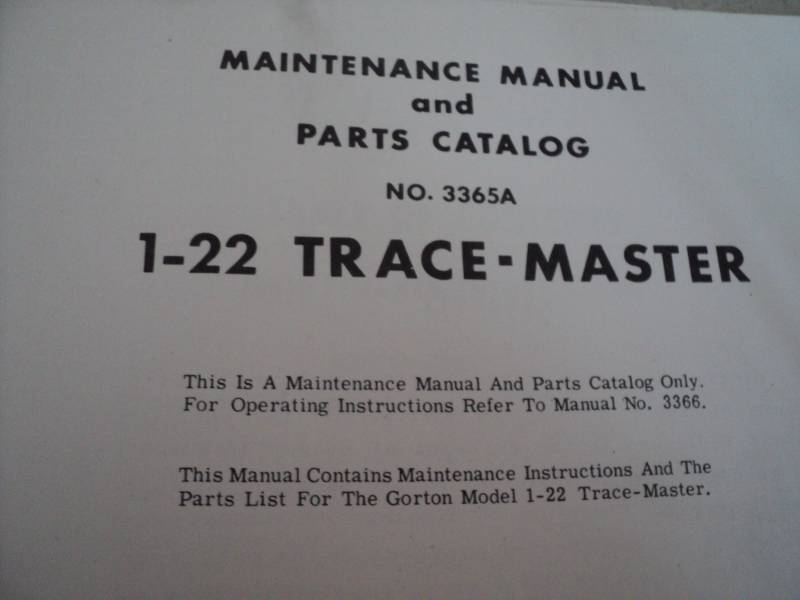 MAINTENANCE MANUAL
and
PARTS CATALOG
NO. 3365A
1-22 TRACE-MASTER
This Is A Maintenance Manual And Parts Catalog Only.
For Operating Instructions Refer To Manual No. 3366.
This Manual Contains Maintenance Instructions And The
Parts List For The Gorton Model 1-22 Trace-Master.